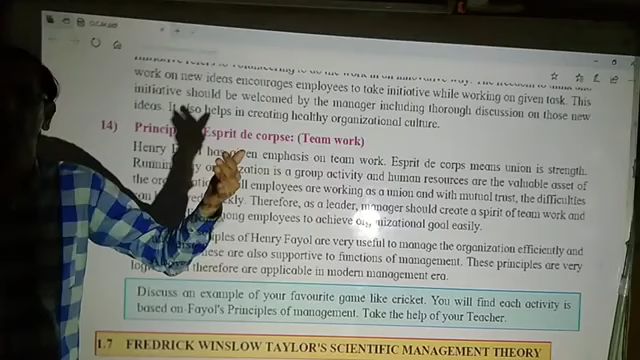 work on new ideas encourages employees to take initiative while working on given task. This
initiative should be welcomed by the manager including thorough discussion on those new
ideas. It also helps in creating healthy organizational culture.
14) Esprit de corpse: (Team work)
Henry emphasis on team work. Esprit de corps means union is strength.
is a group activity and human resources are the valuable asset of
the employees are working as a union and with mutual trust, the difficulties
Therefore, as a leader, manager should create a spirit of team work and
among employees to achieve organizational goal easily.
of Henry Fayol are very useful to manage the organization efficiently and
are also supportive to functions of management. These principles are very
therefore are applicable in modern management era.
Discuss an example of your favourite game like cricket. You will find each activity is
based on Fayol's Principles of management. Take the help of your Teacher.
1.7 FREDRICK WINSLOW TAYLOR'S SCIENTIFIC MANAGEMENT THEORY